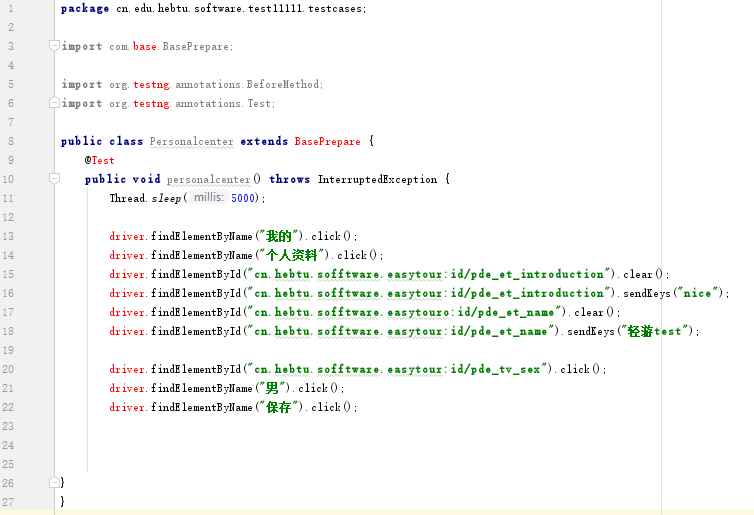 1 package cn.edu.hebtu.software.test11111.testcases;
2
3 import com.base.BasePrepare;
4
5 import org.testng.annotations.BeforeMethod;
6 import org.testng.annotations.Test;
7
8 public class Personalcenter extends BasePrepare {
9 @Test
10 public void personalcenter() throws InterruptedException {
11 Thread.sleep( millis: 5000);
12
13 driver.findElementByName("我的").click();
14 driver.findElementByName("个人资料").click();
15 driver.findElementById("cn.hebtu.sofftware.easytour:id/pde_et_introduction").clear();
16 driver.findElementById("cn.hebtu.sofftware.easytour:id/pde_et_introduction").sendKeys("nice");
17 driver.findElementById("cn.hebtu.sofftware.easytouro:id/pde_et_name").clear();
18 driver.findElementById("cn.hebtu.sofftware.easytour:id/pde_et_name").sendKeys("轻游test");
19
20 driver.findElementById("cn.hebtu.sofftware.easytour:id/pde_tv_sex").click();
21 driver.findElementByName("男").click();
22 driver.findElementByName("保存").click();
23
24
25
26 }
27 }